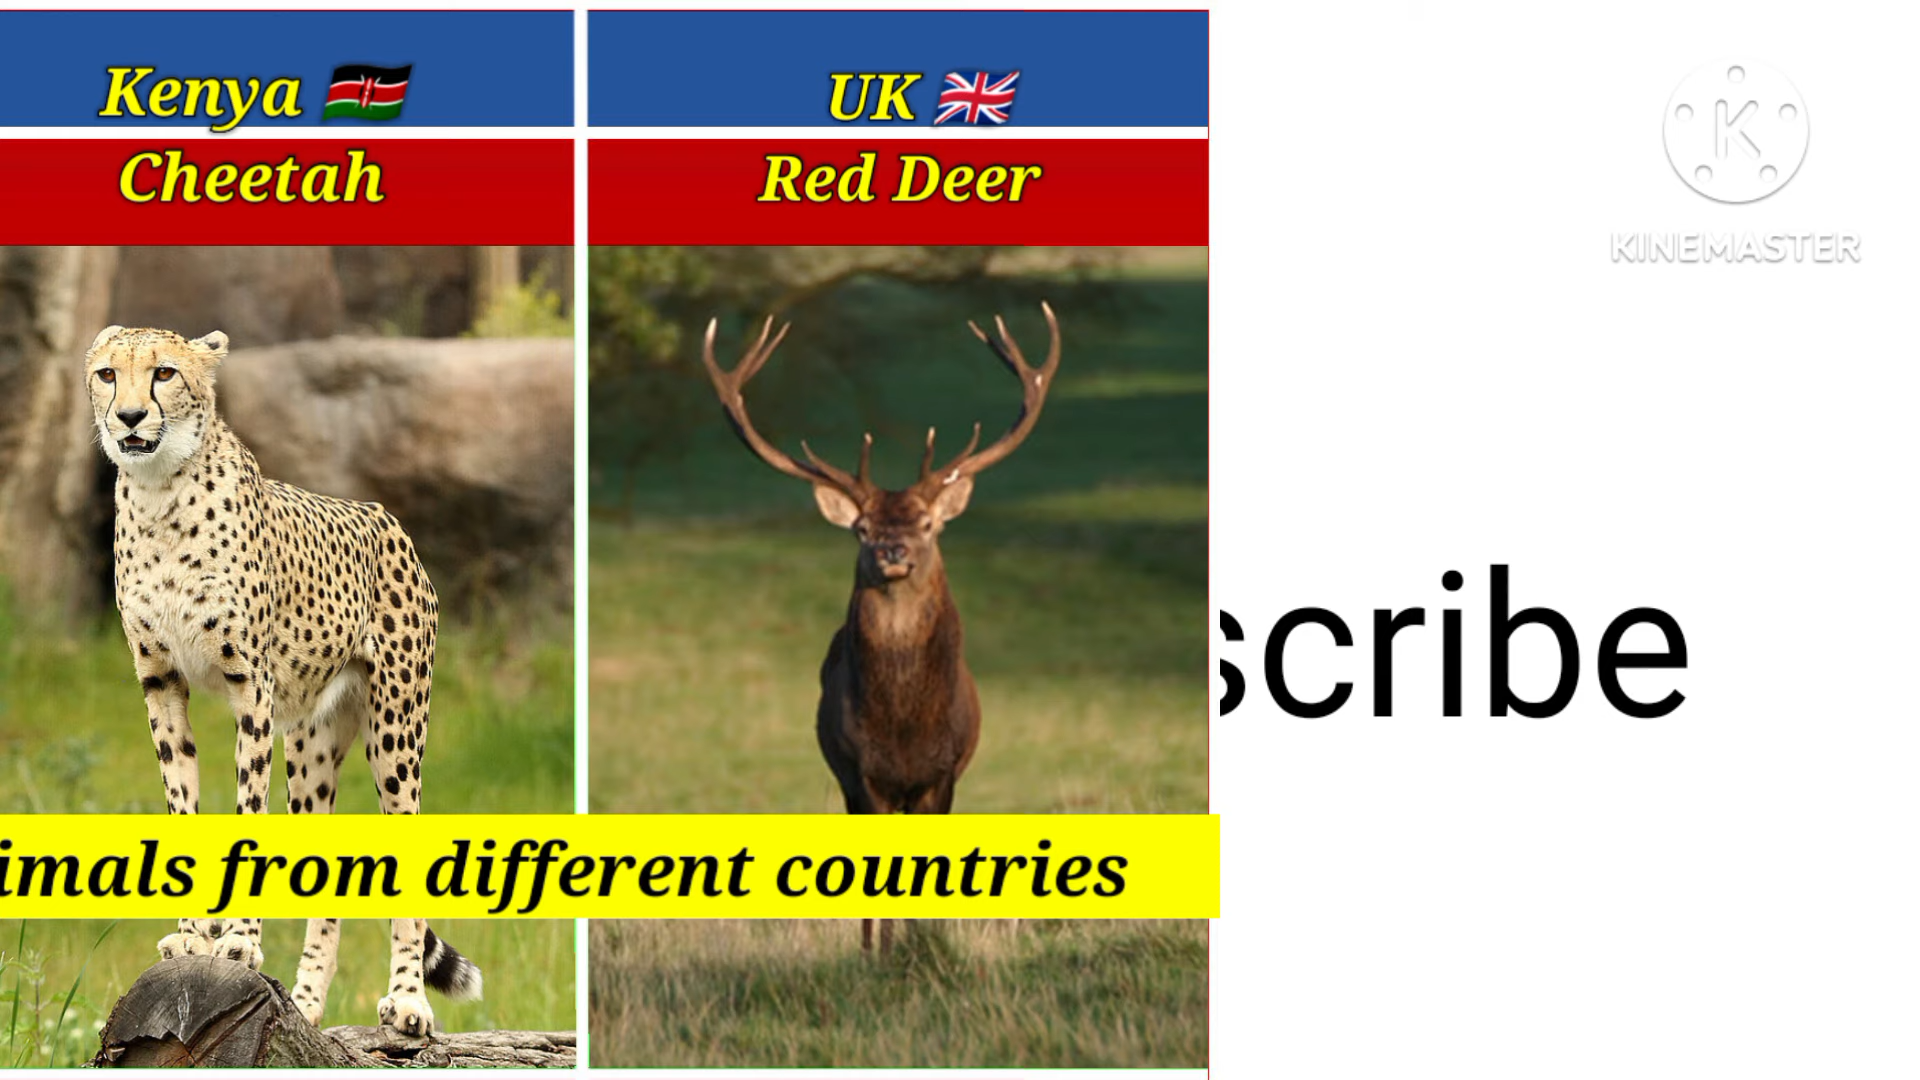 Kenya 🇰🇪
UK 🇬🇧
Cheetah
Red Deer
K
KINEMASTER
scribe
imals from different countries